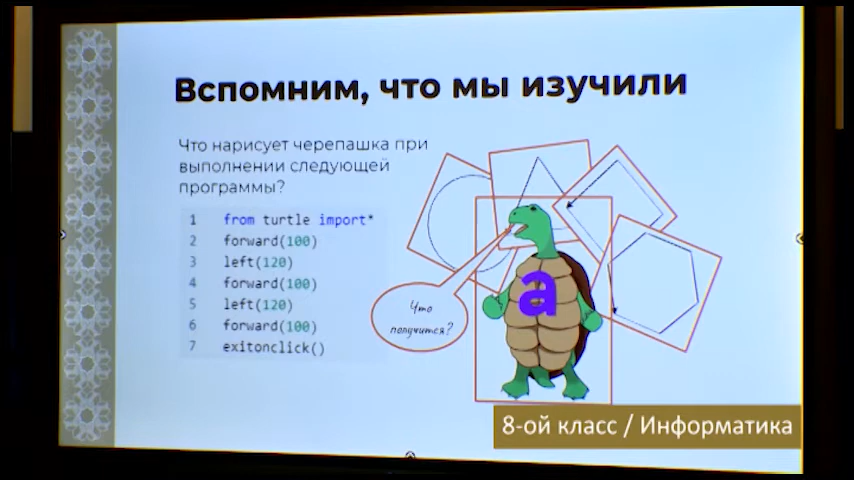 Вспомним, что мы изучили
Что нарисует черепашка при
выполнении следующей
программы?
1 from turtle import*
2 forward(100)
3 left(120)
4 forward(100)
5 left(120)
6 forward(100)
7 exitonclick()
Что
получится?
a
8-ой класс / Информатика